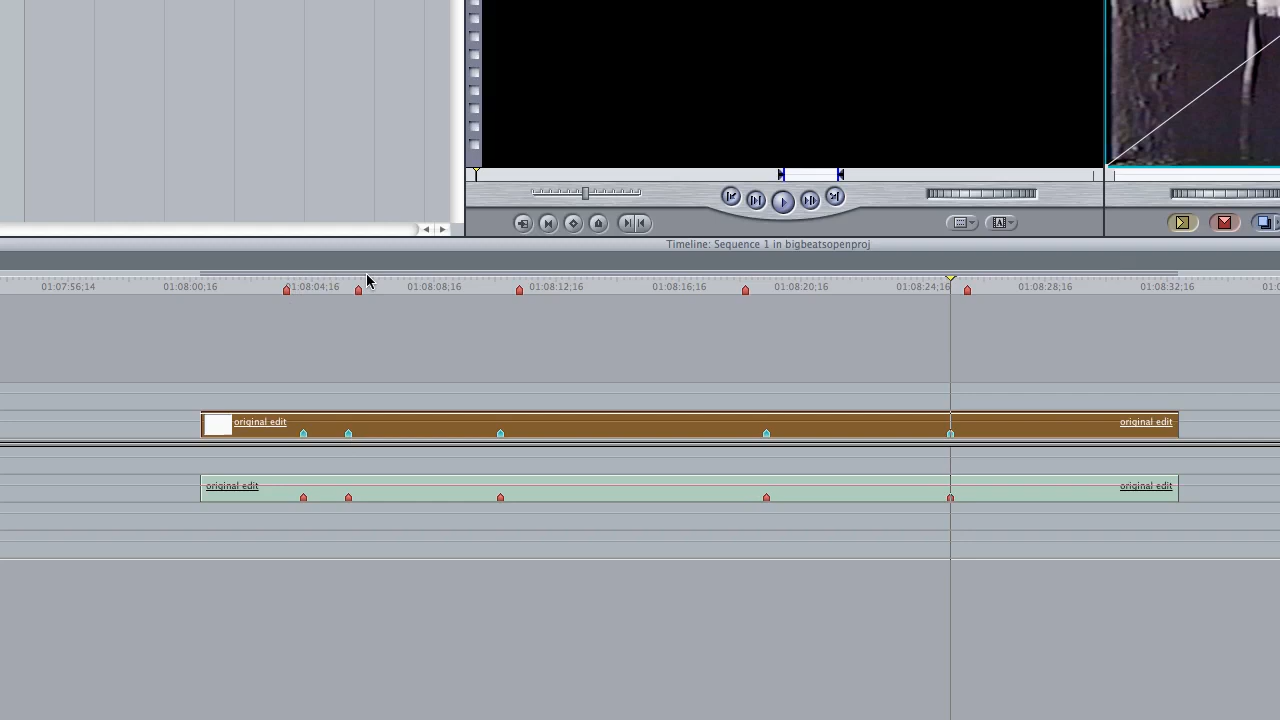 Timeline: Sequence 1 in bigbeatsopenproj
01:07:56;14 01:08:00;16 01:08:04;16 01:08:08;16 01:08:12;16 01:08:16;16 01:08:20;16 01:08:24;16 01:08:28;16 01:08:32;16
original edit original edit
original edit original edit